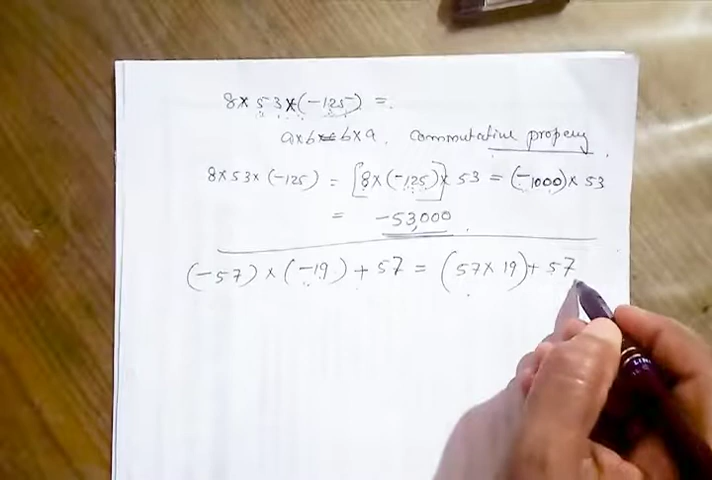 8× 53×(-125) =
a×b=b×a. commutative propery
8×53×(-125) = [8×(-125)]× 53 = (-1000)× 53
= -53,000
(-57) × (-19) + 57 = (57× 19)+ 57